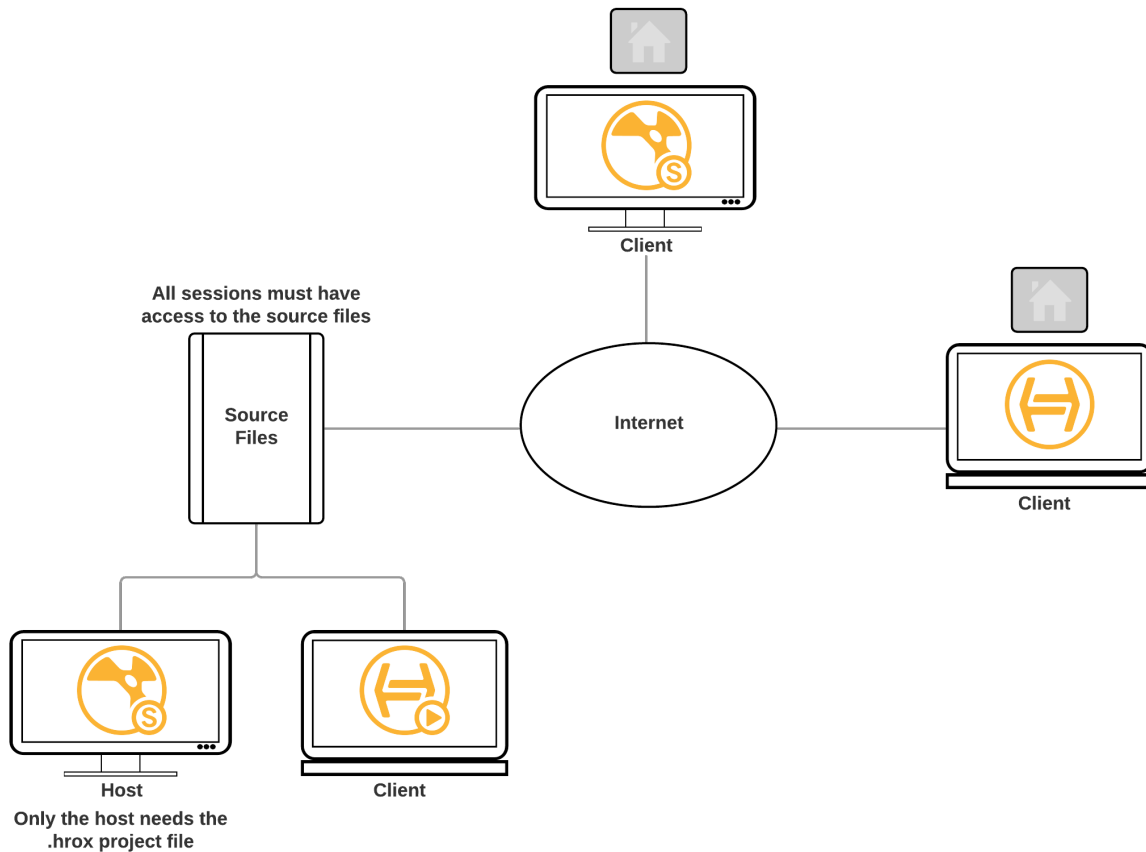 S
Client
All sessions must have
access to the source files
Source
Files
Internet
Client
S
Host
Client
Only the host needs the
.hrox project file